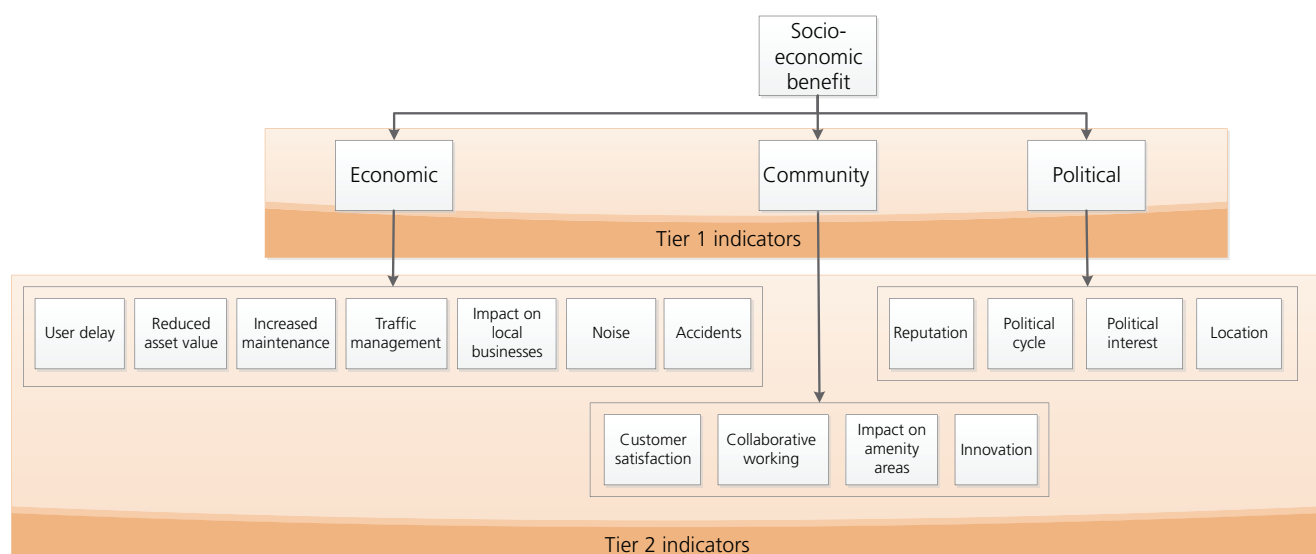 Socio-
economic
benefit
Economic
Community
Political
Tier 1 indicators
User delay
Reduced
asset value
Increased
maintenance
Traffic
management
Impact on
local
businesses
Noise
Accidents
Reputation
Political
cycle
Political
interest
Location
Customer
satisfaction
Collaborative
working
Impact on
amenity
areas
Innovation
Tier 2 indicators